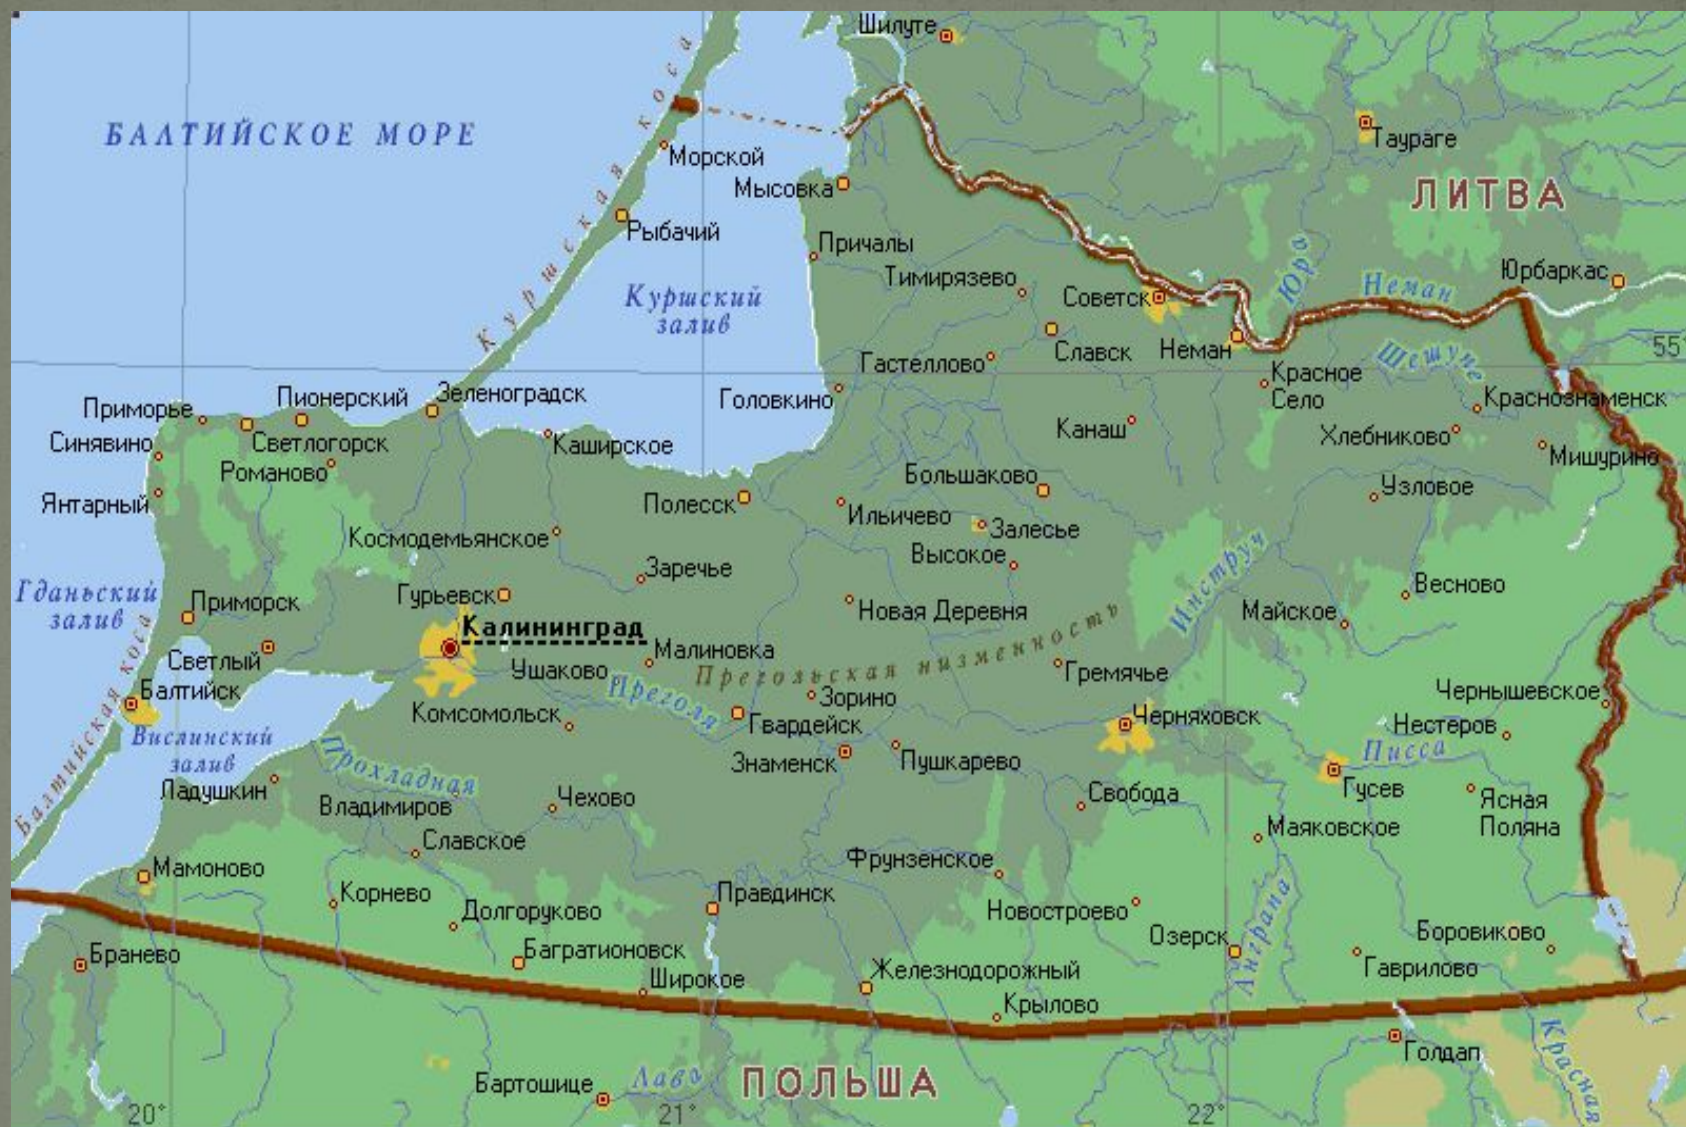 Шилуте
Куршская коса
БАЛТИЙСКОЕ МОРЕ
Таураге
Морской
Мысовка
ЛИТВА
Рыбачий
Причалы
Тимирязево
Юра
Юрбаркас
Куршский
залив
Советск
Неман
Славск
Неман
Шешупе
55°
Гастеллово
Красное
Село
Пионерский
Зеленоградск
Головкино
Краснознаменск
Приморье
Синявино
Светлогорск
Каширское
Канаш
Хлебниково
Мишурино
Романово
Большаково
Узловое
Янтарный
Полесск
Ильичево
Залесье
Космодемьянское
Высокое
Инструч
Заречье
Гданьский
залив
Приморск
Гурьевск
Новая Деревня
Весново
Майское
Калининград
Балтийская коса
Светлый
Ушаково
Малиновка
Прегольская низменность
Гремячье
Балтийск
Преголя
Зорино
Чернышевское
Комсомольск
Гвардейск
Черняховск
Нестеров
Вислинский
залив
Прохладная
Знаменск
Пушкарево
Писса
Ладушкин
Владимиров
Чехово
Свобода
Гусев
Ясная
Поляна
Славское
Маяковское
Мамоново
Фрунзенское
Корнево
Долгоруково
Правдинск
Новостроево
Анграпа
Озерск
Боровиково
Бранево
Багратионовск
Широкое
Железнодорожный
Гаврилово
Крылово
Голдап
Красная
Бартошице
Лава
ПОЛЬША
20°
21°
22°